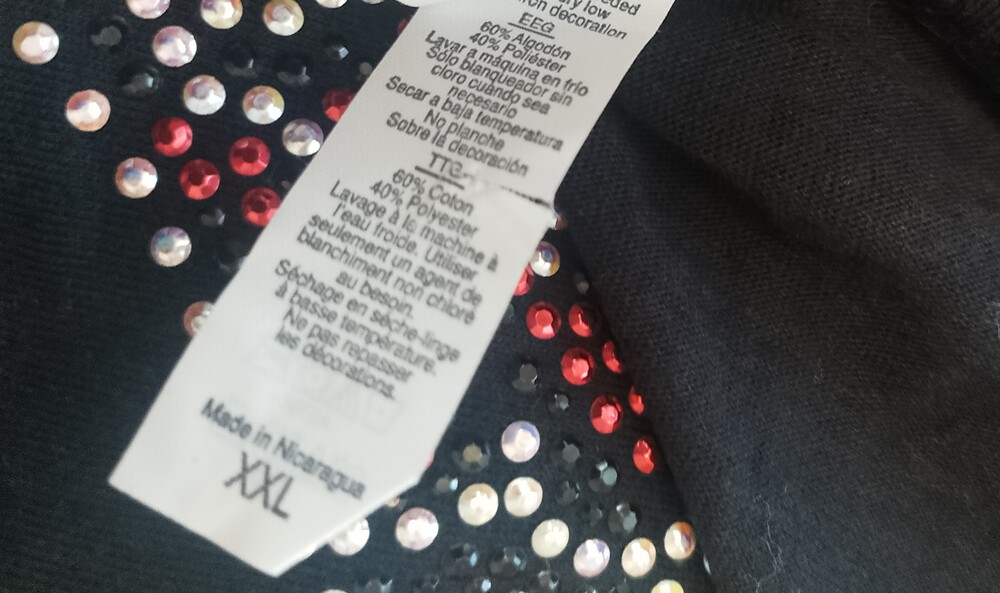 low
decoration
EEG
60% Algodón
40% Poliéster
Lavar a máquina en frío
Sólo blanqueador sin
cloro cuándo sea
necesario
Secar a baja temperatura
No planche
Sobre la decoración
TTG
60% Coton
40% Polyester
Lavage à la machine à
l'eau froide. Utiliser
seulement un agent de
blanchiment non chloré
au besoin.
Séchage en sèche-linge
à basse température.
Ne pas repasser
les décorations.
Made in Nicaragua
XXL